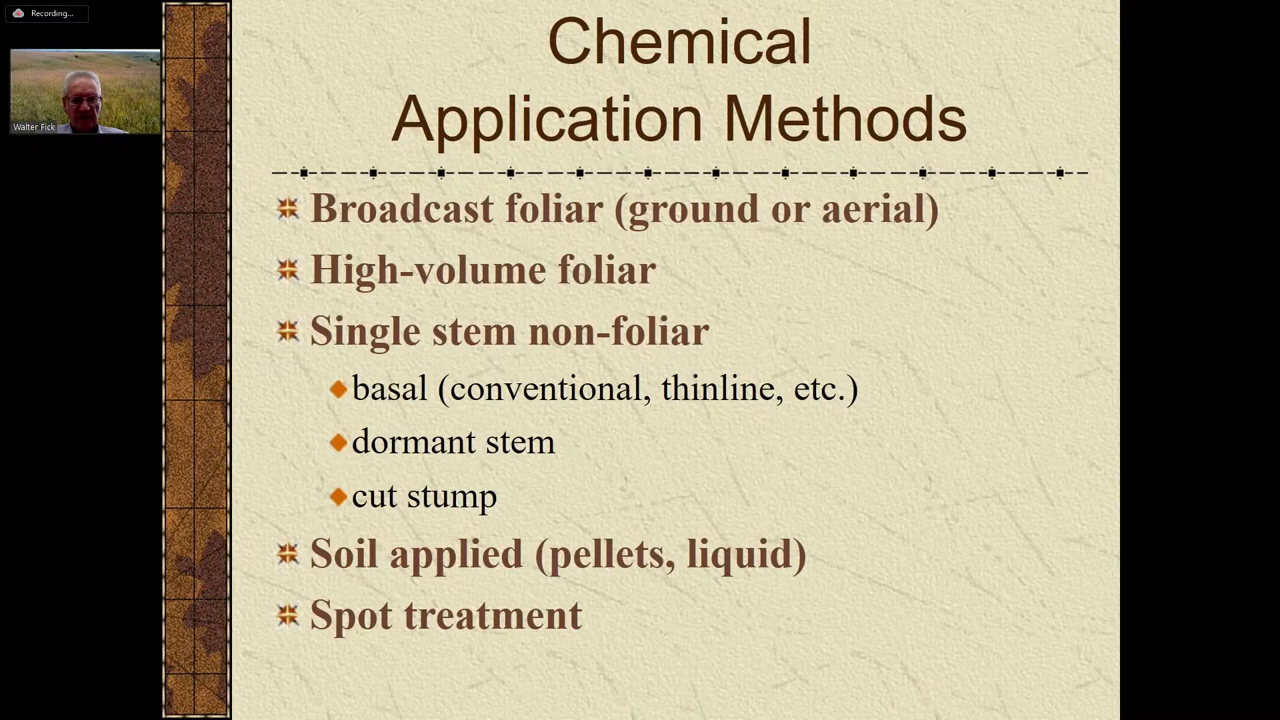 Recording...
Walter Fick
Chemical
Application Methods
Broadcast foliar (ground or aerial)
High-volume foliar
Single stem non-foliar
basal (conventional, thinline, etc.)
dormant stem
cut stump
Soil applied (pellets, liquid)
Spot treatment